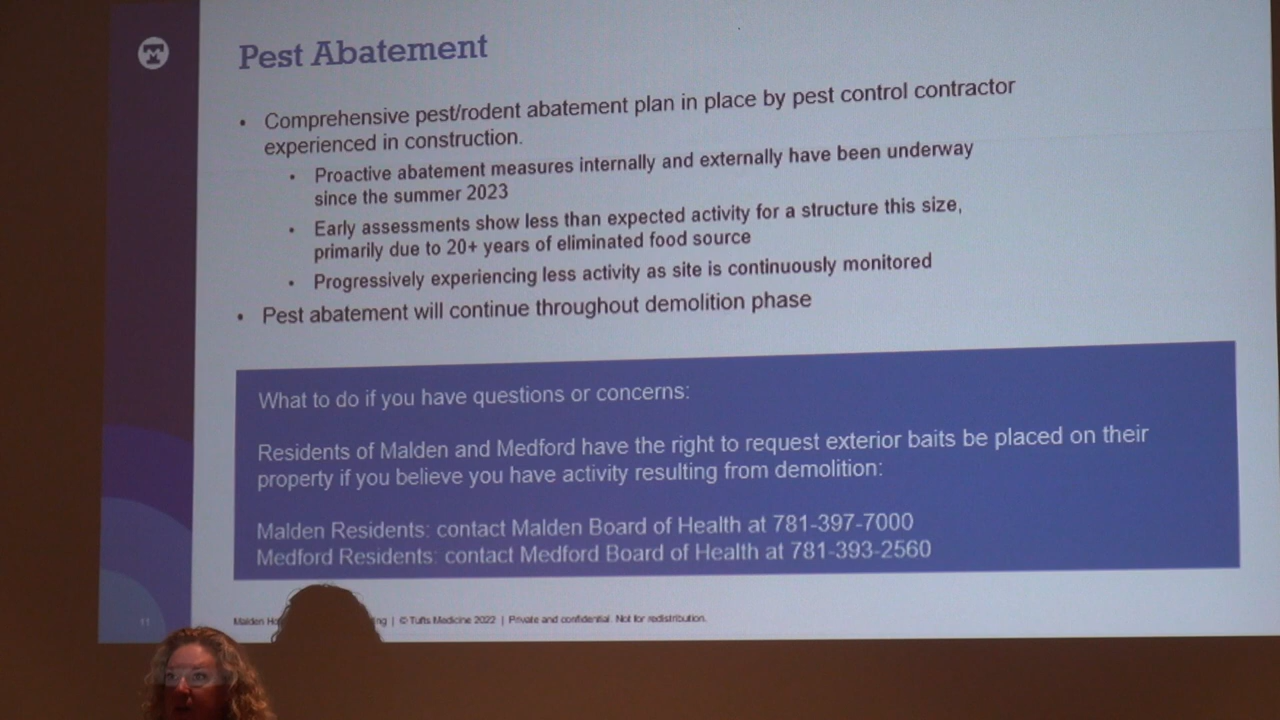 Pest Abatement
• Comprehensive pest/rodent abatement plan in place by pest control contractor
experienced in construction.
• Proactive abatement measures internally and externally have been underway
since the summer 2023
• Early assessments show less than expected activity for a structure this size,
primarily due to 20+ years of eliminated food source
• Progressively experiencing less activity as site is continuously monitored
• Pest abatement will continue throughout demolition phase
What to do if you have questions or concerns:
Residents of Malden and Medford have the right to request exterior baits be placed on their
property if you believe you have activity resulting from demolition:
Malden Residents: contact Malden Board of Health at 781-397-7000
Medford Residents: contact Medford Board of Health at 781-393-2560
11 Malden | © Tufts Medicine 2022 | Private and confidential. Not for redistribution.